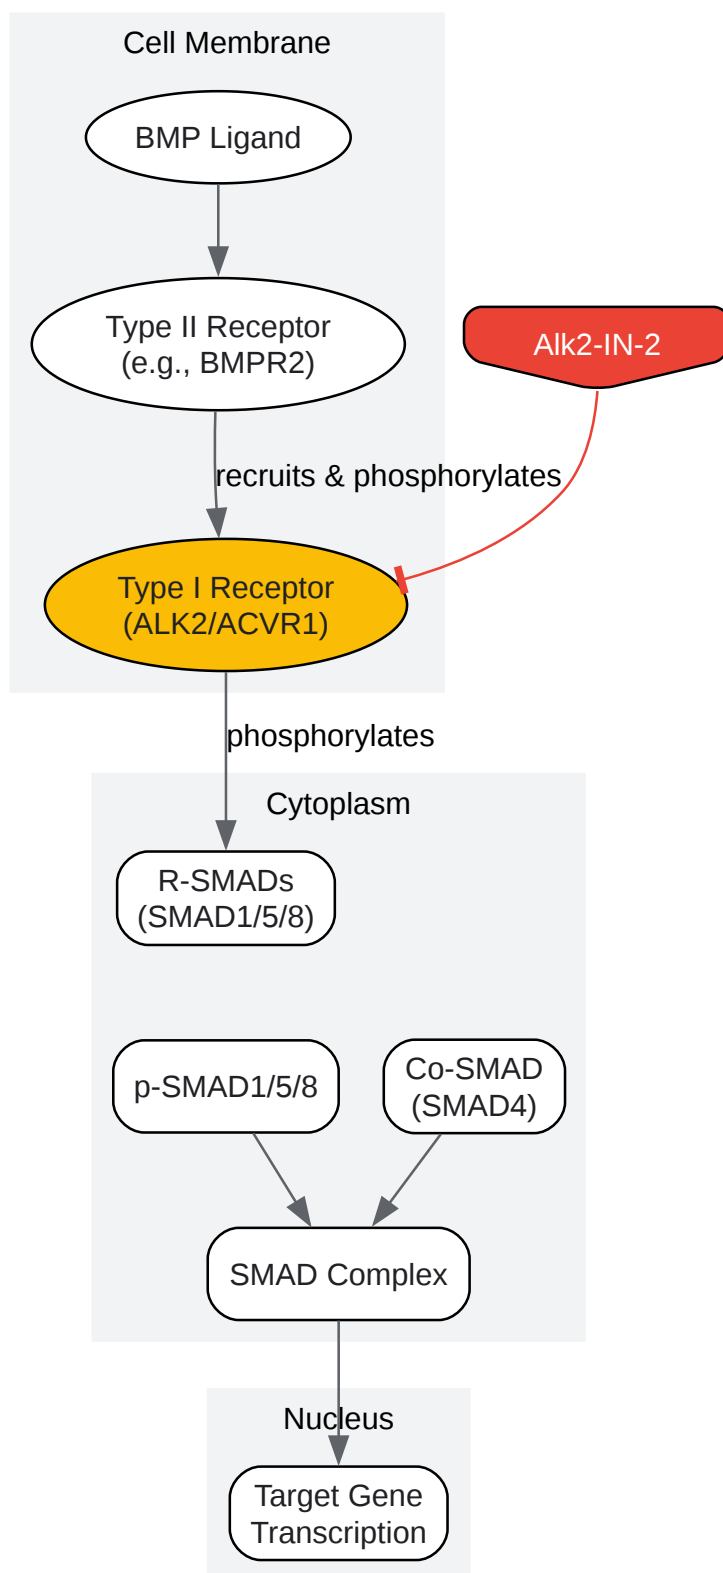 Cell Membrane
BMP Ligand
Type II Receptor
(e.g., BMPR2)
Alk2-IN-2
recruits & phosphorylates
Type I Receptor
(ALK2/ACVR1)
phosphorylates
Cytoplasm
R-SMADs
(SMAD1/5/8)
p-SMAD1/5/8
Co-SMAD
(SMAD4)
SMAD Complex
Nucleus
Target Gene
Transcription